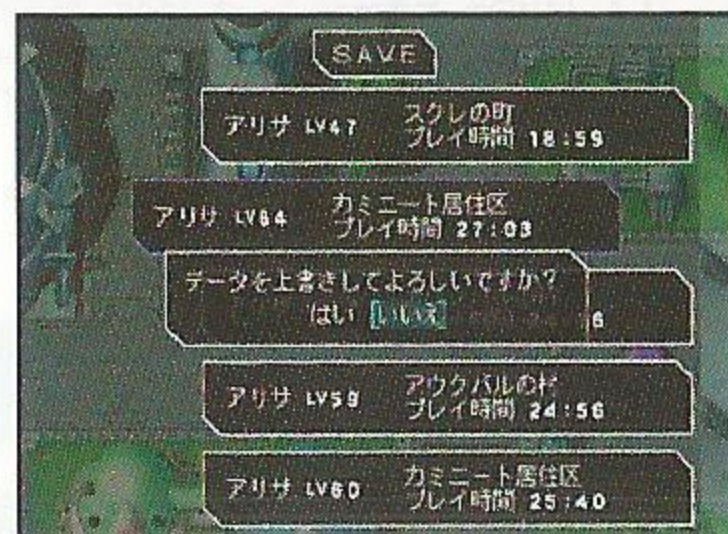 SAVE
アリサ LV47 スクレの町
プレイ時間 18:59
アリサ LV64 カミニート居住区
プレイ時間 27:03
データを上書きしてよろしいですか?
はい [いいえ]
6
アリサ LV59 アウクバルの村
プレイ時間 24:56
アリサ LV60 カミニート居住区
プレイ時間 25:40